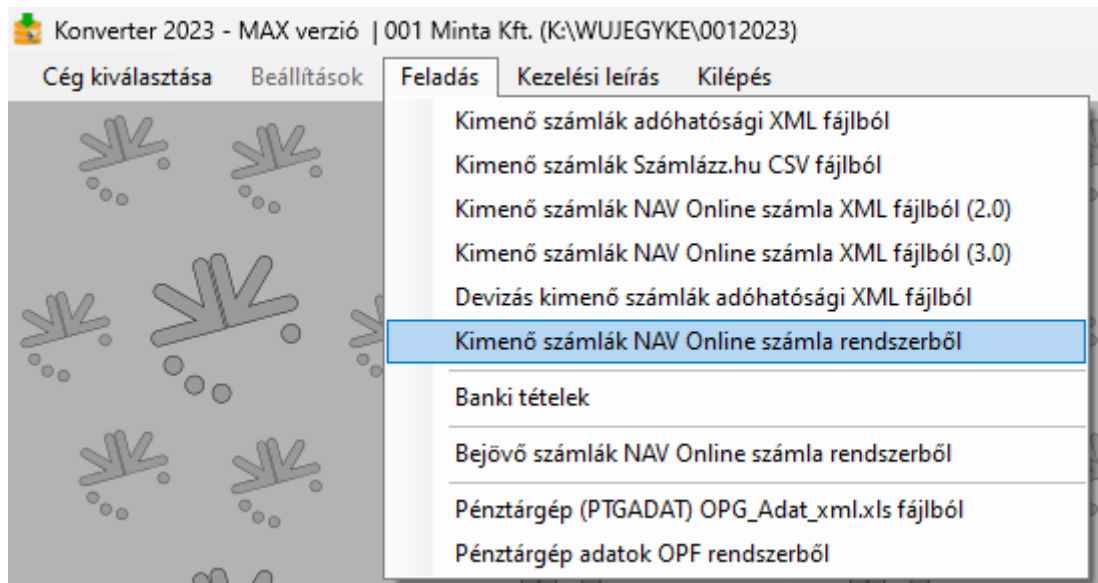 Konverter 2023 - MAX verzió | 001 Minta Kft. (K:\WUJEGYKE\0012023)
Cég kiválasztása Beállítások Feladás Kezelési leírás Kilépés
Kimenő számlák adóhatósági XML fájlból
Kimenő számlák Számlázz.hu CSV fájlból
Kimenő számlák NAV Online számla XML fájlból (2.0)
Kimenő számlák NAV Online számla XML fájlból (3.0)
Devizás kimenő számlák adóhatósági XML fájlból
Kimenő számlák NAV Online számla rendszerből
Banki tételek
Bejövő számlák NAV Online számla rendszerből
Pénztárgép (PTGADAT) OPG_Adat_xml.xls fájlból
Pénztárgép adatok OPF rendszerből